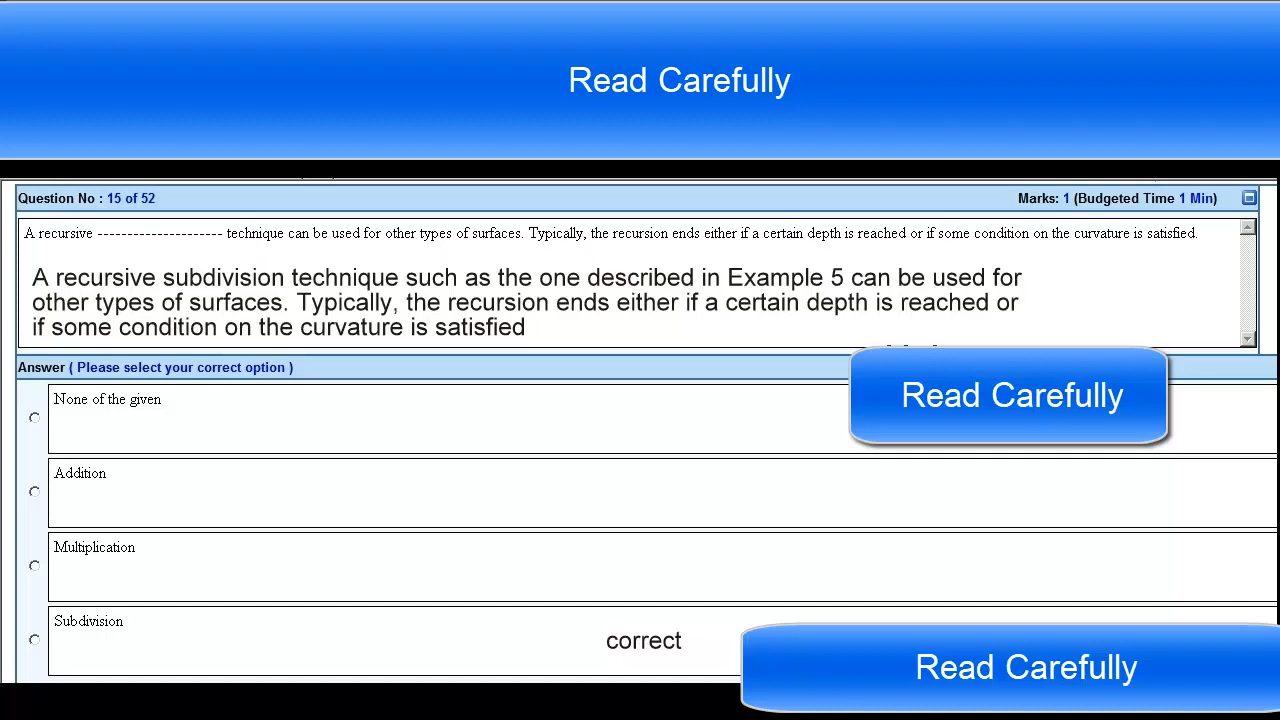 Read Carefully
Question No : 15 of 52
Marks: 1 (Budgeted Time 1 Min)
A recursive --------------------- technique can be used for other types of surfaces. Typically, the recursion ends either if a certain depth is reached or if some condition on the curvature is satisfied.
A recursive subdivision technique such as the one described in Example 5 can be used for
other types of surfaces. Typically, the recursion ends either if a certain depth is reached or
if some condition on the curvature is satisfied
Answer ( Please select your correct option )
Read Carefully
None of the given
Addition
Multiplication
Subdivision
correct
Read Carefully